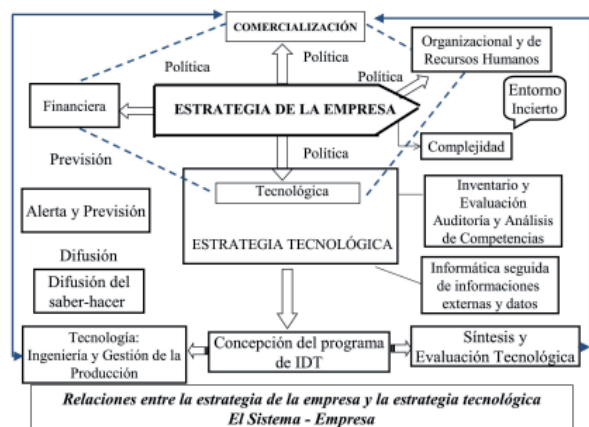 COMERCIALIZACIÓN
Organizacional y de
Recursos Humanos
Política
Política
Política
Financiera
ESTRATEGIA DE LA EMPRESA
Entorno
Incierto
Política
Complejidad
Previsión
Tecnológica
Alerta y Previsión
ESTRATEGIA TECNOLÓGICA
Inventario y
Evaluación
Auditoría y Análisis
de Competencias
Difusión
Difusión del
saber-hacer
Informática seguida
de informaciones
externas y datos
Tecnología:
Ingeniería y Gestión de la
Producción
Concepción del programa
de IDT
Síntesis y
Evaluación Tecnológica
Relaciones entre la estrategia de la empresa y la estrategia tecnológica
El Sistema - Empresa